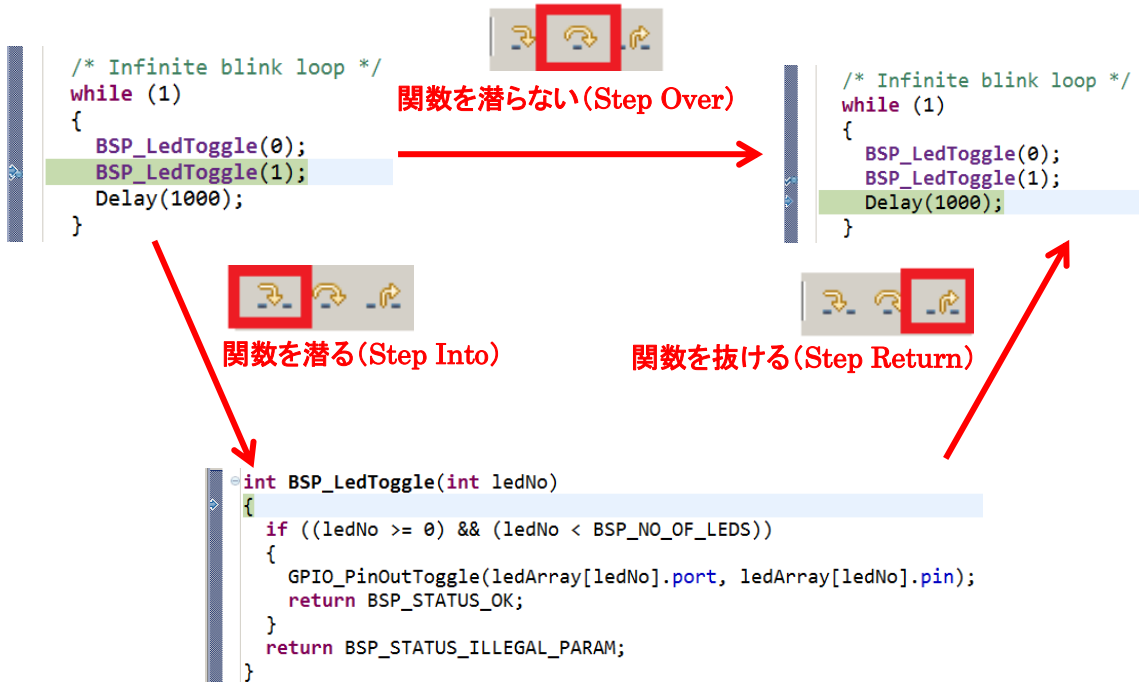 /* Infinite blink loop */
while (1)
{
BSP_LedToggle(0);
BSP_LedToggle(1);
Delay(1000);
}
関数を潜らない（Step Over）
/* Infinite blink loop */
while (1)
{
BSP_LedToggle(0);
BSP_LedToggle(1);
Delay(1000);
}
関数を潜る（Step Into）
関数を抜ける（Step Return）
int BSP_LedToggle(int ledNo)
{
if ((ledNo >= 0) && (ledNo < BSP_NO_OF_LEDS))
{
GPIO_PinOutToggle(ledArray[ledNo].port, ledArray[ledNo].pin);
return BSP_STATUS_OK;
}
return BSP_STATUS_ILLEGAL_PARAM;
}